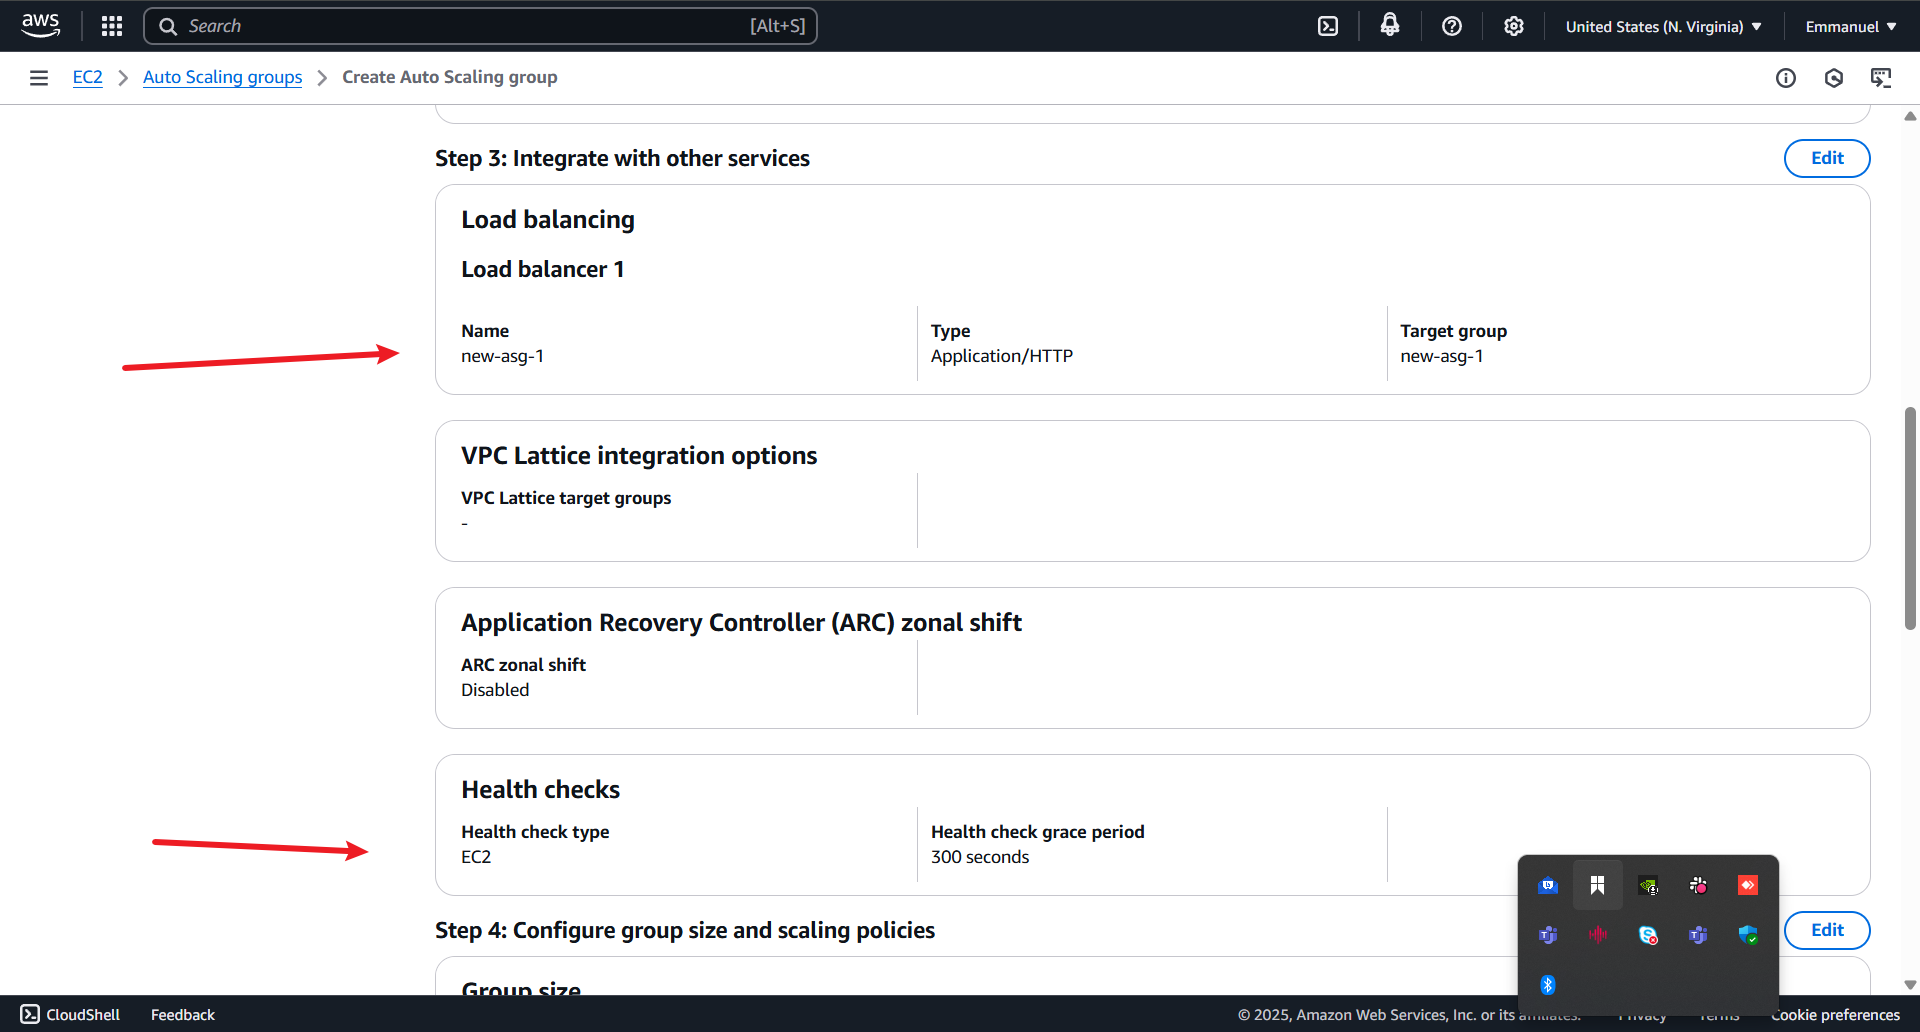 aws
Search
[Alt+S]
United States (N. Virginia)
Emmanuel
EC2
Auto Scaling groups
Create Auto Scaling group
Step 3: Integrate with other services
Edit
Load balancing
Load balancer 1
Name
new-asg-1
Type
Application/HTTP
Target group
new-asg-1
VPC Lattice integration options
VPC Lattice target groups
-
Application Recovery Controller (ARC) zonal shift
ARC zonal shift
Disabled
Health checks
Health check type
EC2
Health check grace period
300 seconds
Step 4: Configure group size and scaling policies
Edit
Group size
CloudShell
Feedback
© 2025, Amazon Web Services, Inc. or its affiliates.
Privacy
Terms
Cookie preferences